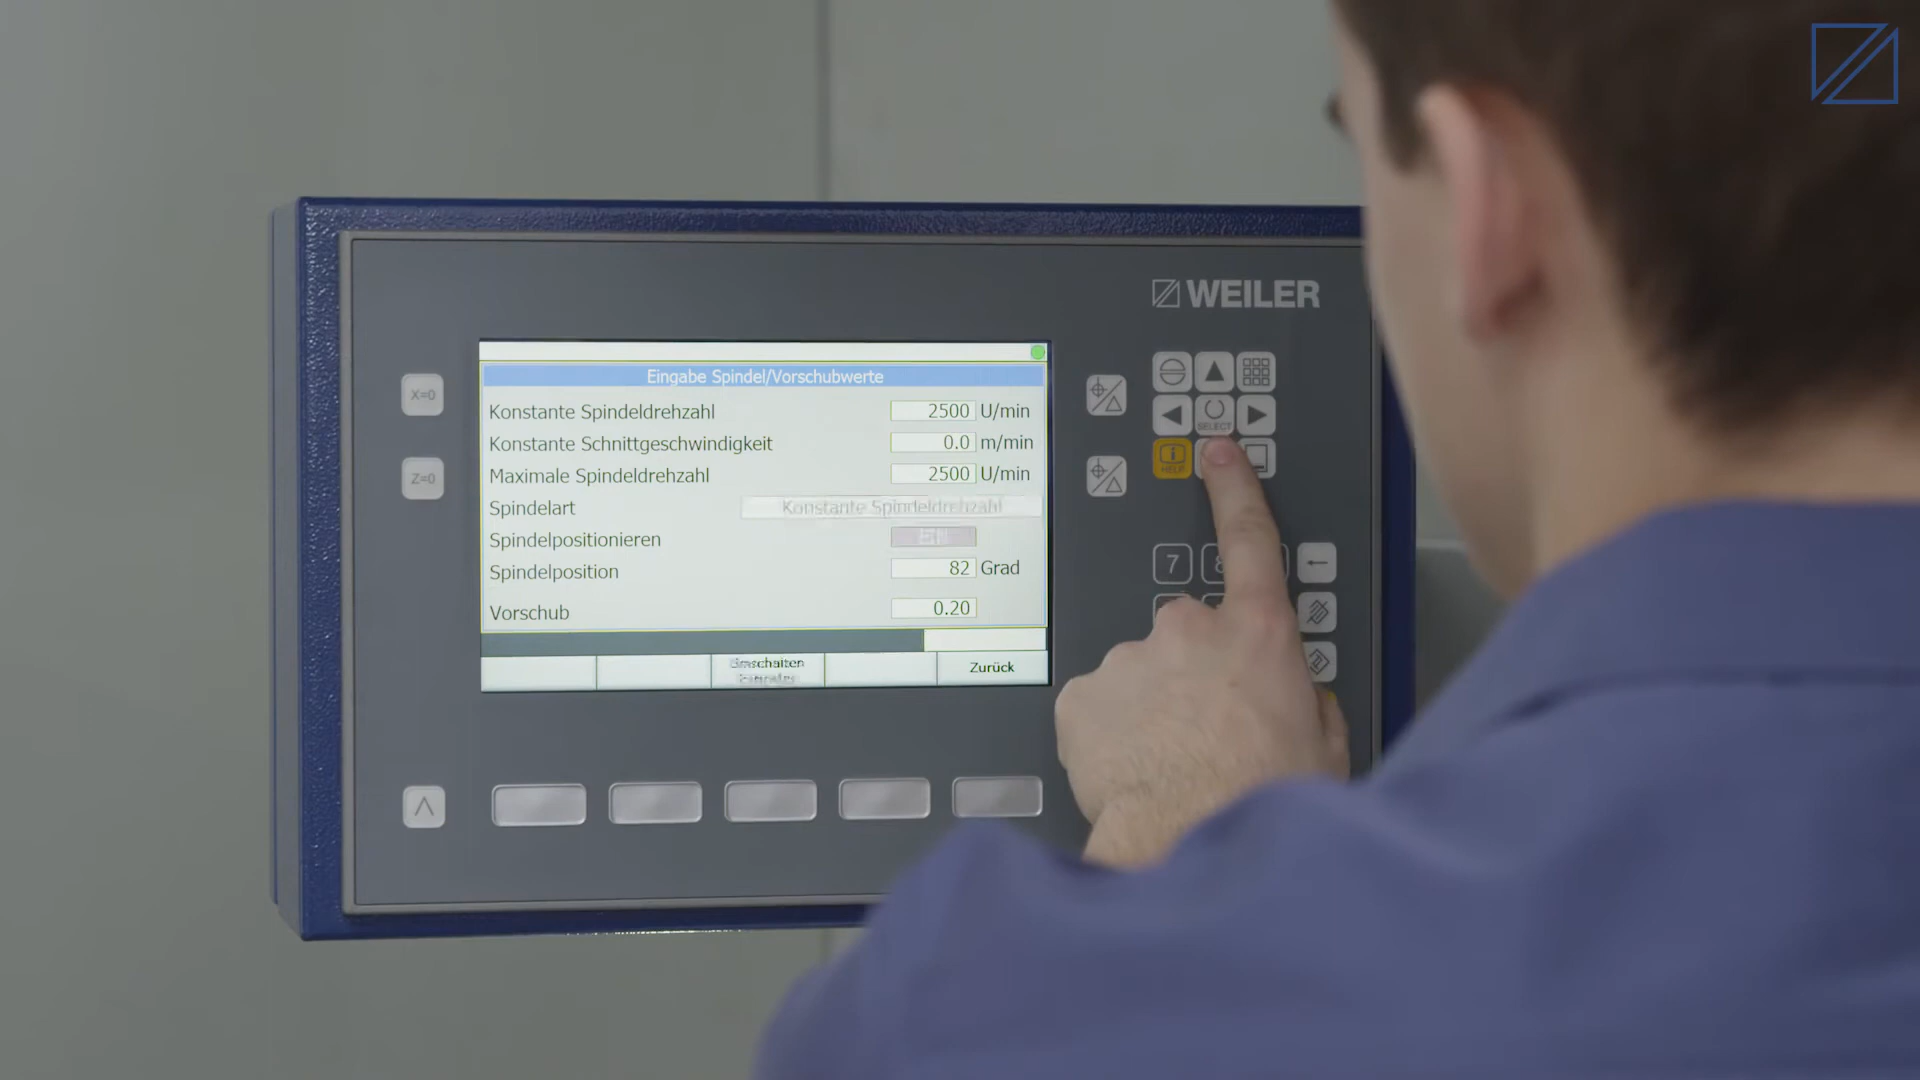 WEILER
X=0
Z=0
Eingabe Spindel/Vorschubwerte
Konstante Spindeldrehzahl 2500 U/min
Konstante Schnittgeschwindigkeit 0.0 m/min
Maximale Spindeldrehzahl 2500 U/min
Spindelart Konstante Spindeldrehzahl
Spindelpositionieren
Spindelposition 82 Grad
Vorschub 0.20
Zurück
SELECT
i
HELP
7 8